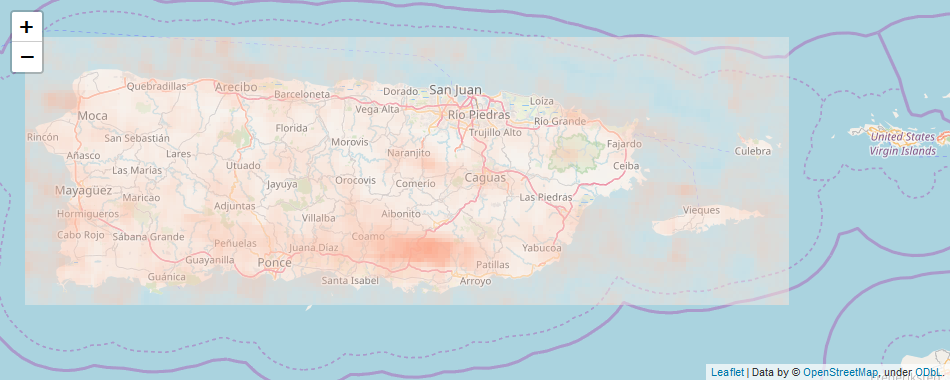 +
−
Quebradillas
Arecibo
Barceloneta
Dorado
San Juan
Vega Alta
Loíza
Moca
Río Piedras
Río Grande
Rincón
San Sebastián
Florida
Morovis
Trujillo Alto
Fajardo
Culebra
United States
Virgin Islands
Añasco
Lares
Utuado
Naranjito
Ceiba
Las Marías
Jayuya
Orocovis
Comerio
Caguas
Mayagüez
Maricao
Adjuntas
Las Piedras
Hormigueros
Villalba
Aibonito
Vieques
Cabo Rojo
Sábana Grande
Peñuelas
Juana Díaz
Coamo
Yabucoa
Guayanilla
Ponce
Patillas
Guánica
Santa Isabel
Arroyo
Leaflet | Data by © OpenStreetMap, under ODbL.